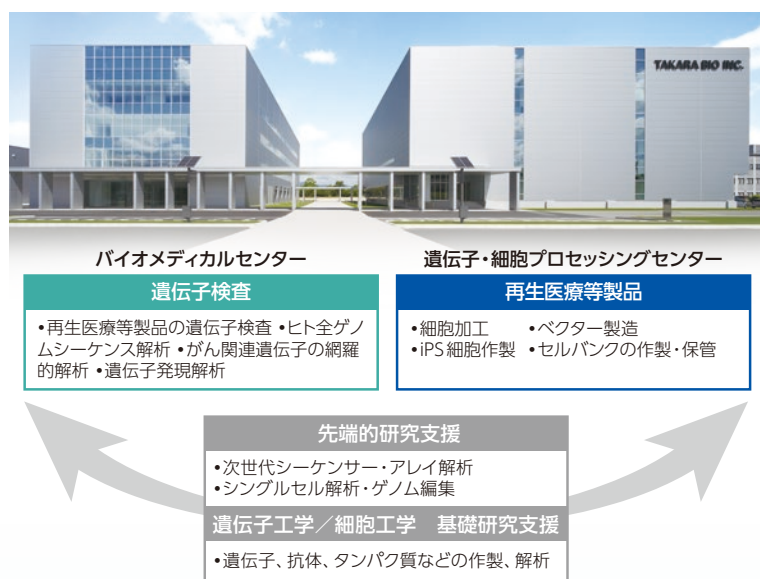 TAKARA BIO INC.
バイオメディカルセンター
遺伝子検査
•再生医療等製品の遺伝子検査 •ヒト全ゲノ
ムシーケンス解析 •がん関連遺伝子の網羅
的解析 •遺伝子発現解析
遺伝子・細胞プロセッシングセンター
再生医療等製品
•細胞加工 •ベクター製造
•iPS細胞作製 •セルバンクの作製・保管
先端的研究支援
•次世代シーケンサー・アレイ解析
•シングルセル解析・ゲノム編集
遺伝子工学／細胞工学 基礎研究支援
•遺伝子、抗体、タンパク質などの作製、解析